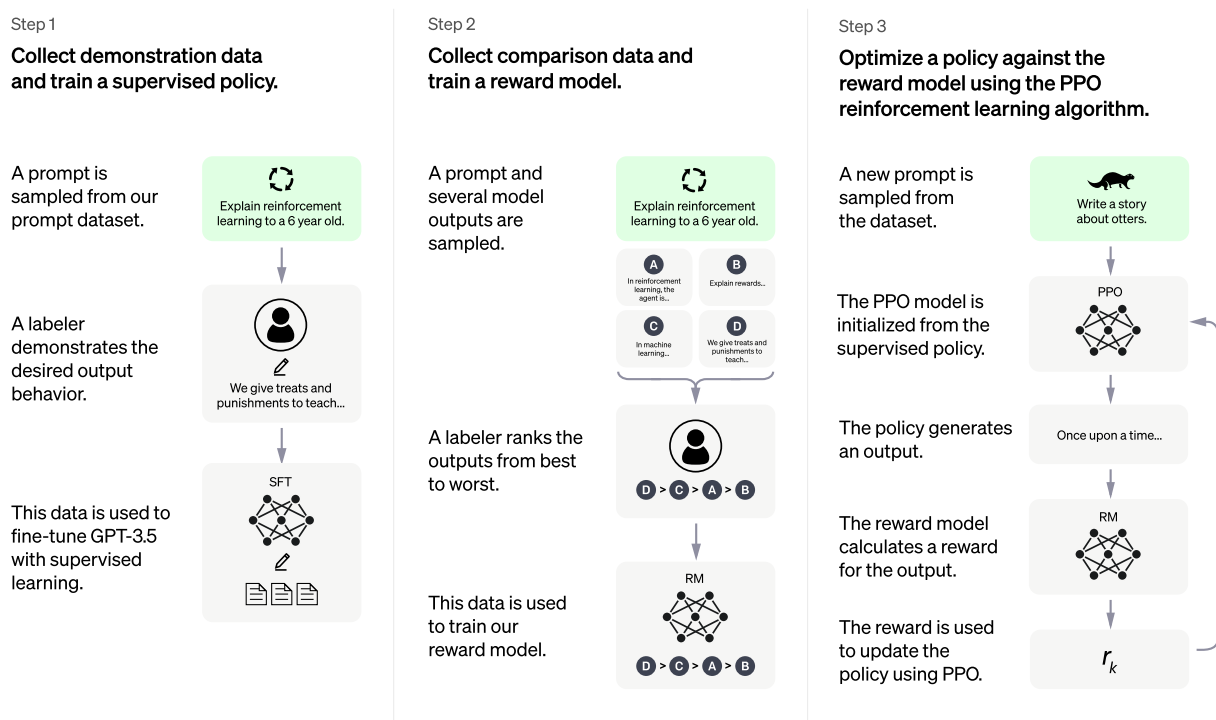 Step 1
Collect demonstration data
and train a supervised policy.
A prompt is
sampled from our
prompt dataset.
Explain reinforcement
learning to a 6 year old.
A labeler
demonstrates the
desired output
behavior.
We give treats and
punishments to teach...
SFT
This data is used to
fine-tune GPT-3.5
with supervised
learning.
Step 2
Collect comparison data and
train a reward model.
A prompt and
several model
outputs are
sampled.
Explain reinforcement
learning to a 6 year old.
A
In reinforcement
learning, the
agent is...
B
Explain rewards...
C
In machine
learning...
D
We give treats and
punishments to
teach...
A labeler ranks the
outputs from best
to worst.
D > C > A > B
RM
This data is used
to train our
reward model.
D > C > A > B
Step 3
Optimize a policy against the
reward model using the PPO
reinforcement learning algorithm.
A new prompt is
sampled from
the dataset.
Write a story
about otters.
PPO
The PPO model is
initialized from the
supervised policy.
The policy generates
an output.
Once upon a time...
RM
The reward model
calculates a reward
for the output.
The reward is used
to update the
policy using PPO.
rk